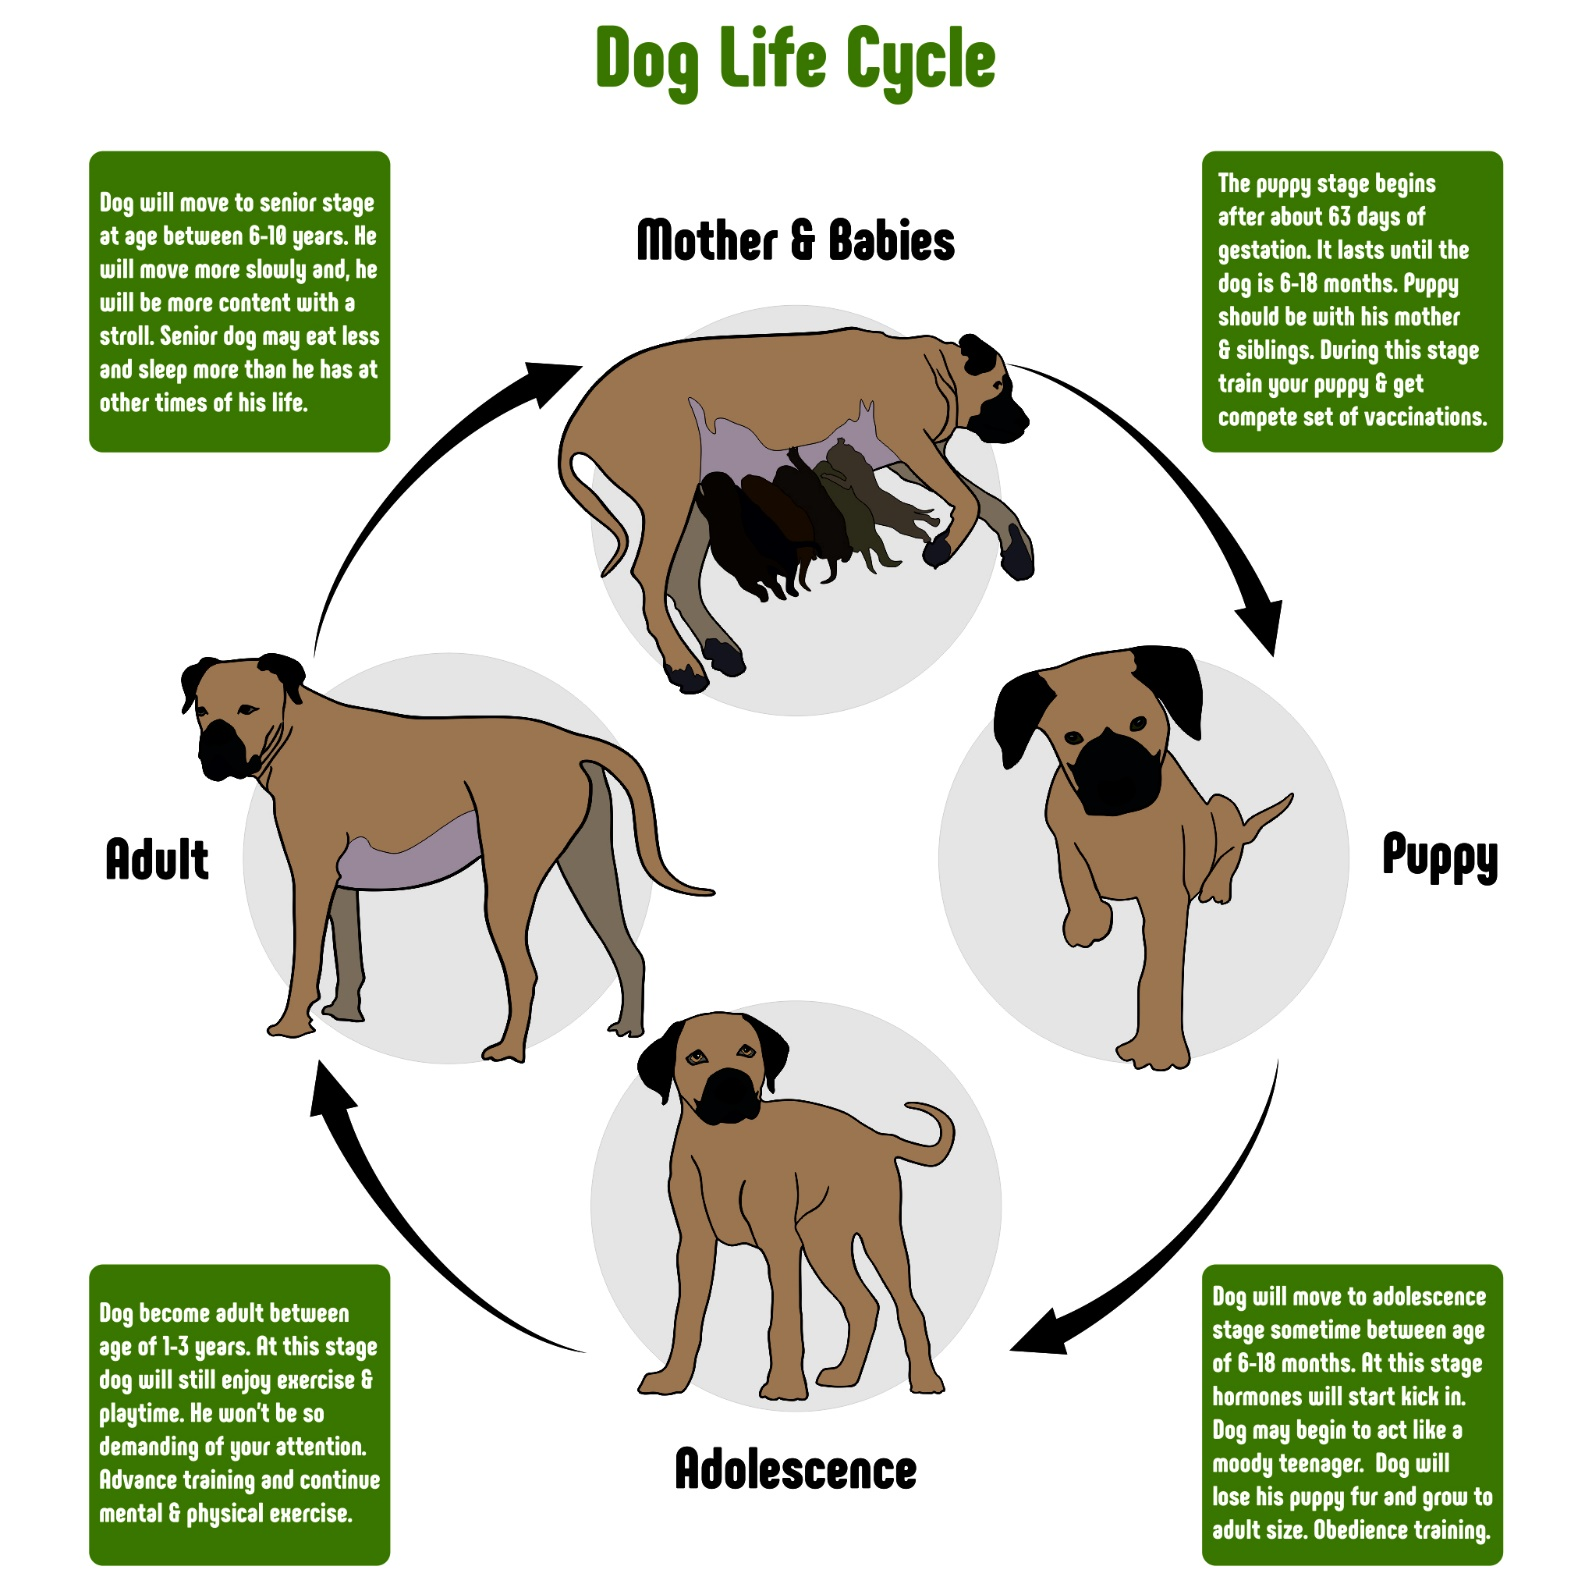 Dog Life Cycle
Dog will move to senior stage
at age between 6-10 years. He
will move more slowly and, he
will be more content with a
stroll. Senior dog may eat less
and sleep more than he has at
other times of his life.
The puppy stage begins
after about 63 days of
gestation. It lasts until the
dog is 6-18 months. Puppy
should be with his mother
& siblings. During this stage
train your puppy & get
compete set of vaccinations.
Mother & Babies
Adult
Puppy
Adolescence
Dog become adult between
age of 1-3 years. At this stage
dog will still enjoy exercise &
playtime. He won't be so
demanding of your attention.
Advance training and continue
mental & physical exercise.
Dog will move to adolescence
stage sometime between age
of 6-18 months. At this stage
hormones will start kick in.
Dog may begin to act like a
moody teenager. Dog will
lose his puppy fur and grow to
adult size. Obedience training.